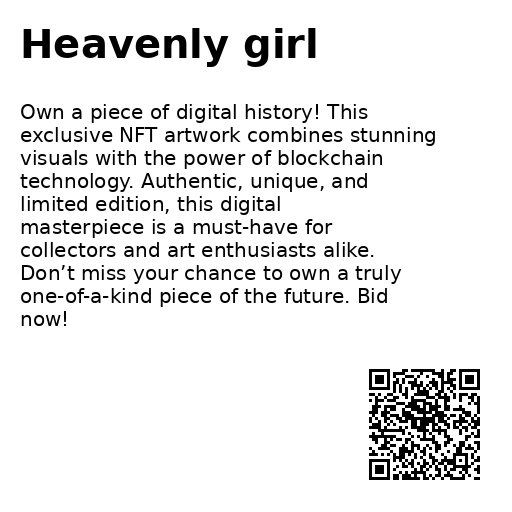 Heavenly girl
Own a piece of digital history! This
exclusive NFT artwork combines stunning
visuals with the power of blockchain
technology. Authentic, unique, and
limited edition, this digital
masterpiece is a must-have for
collectors and art enthusiasts alike.
Don’t miss your chance to own a truly
one-of-a-kind piece of the future. Bid
now!